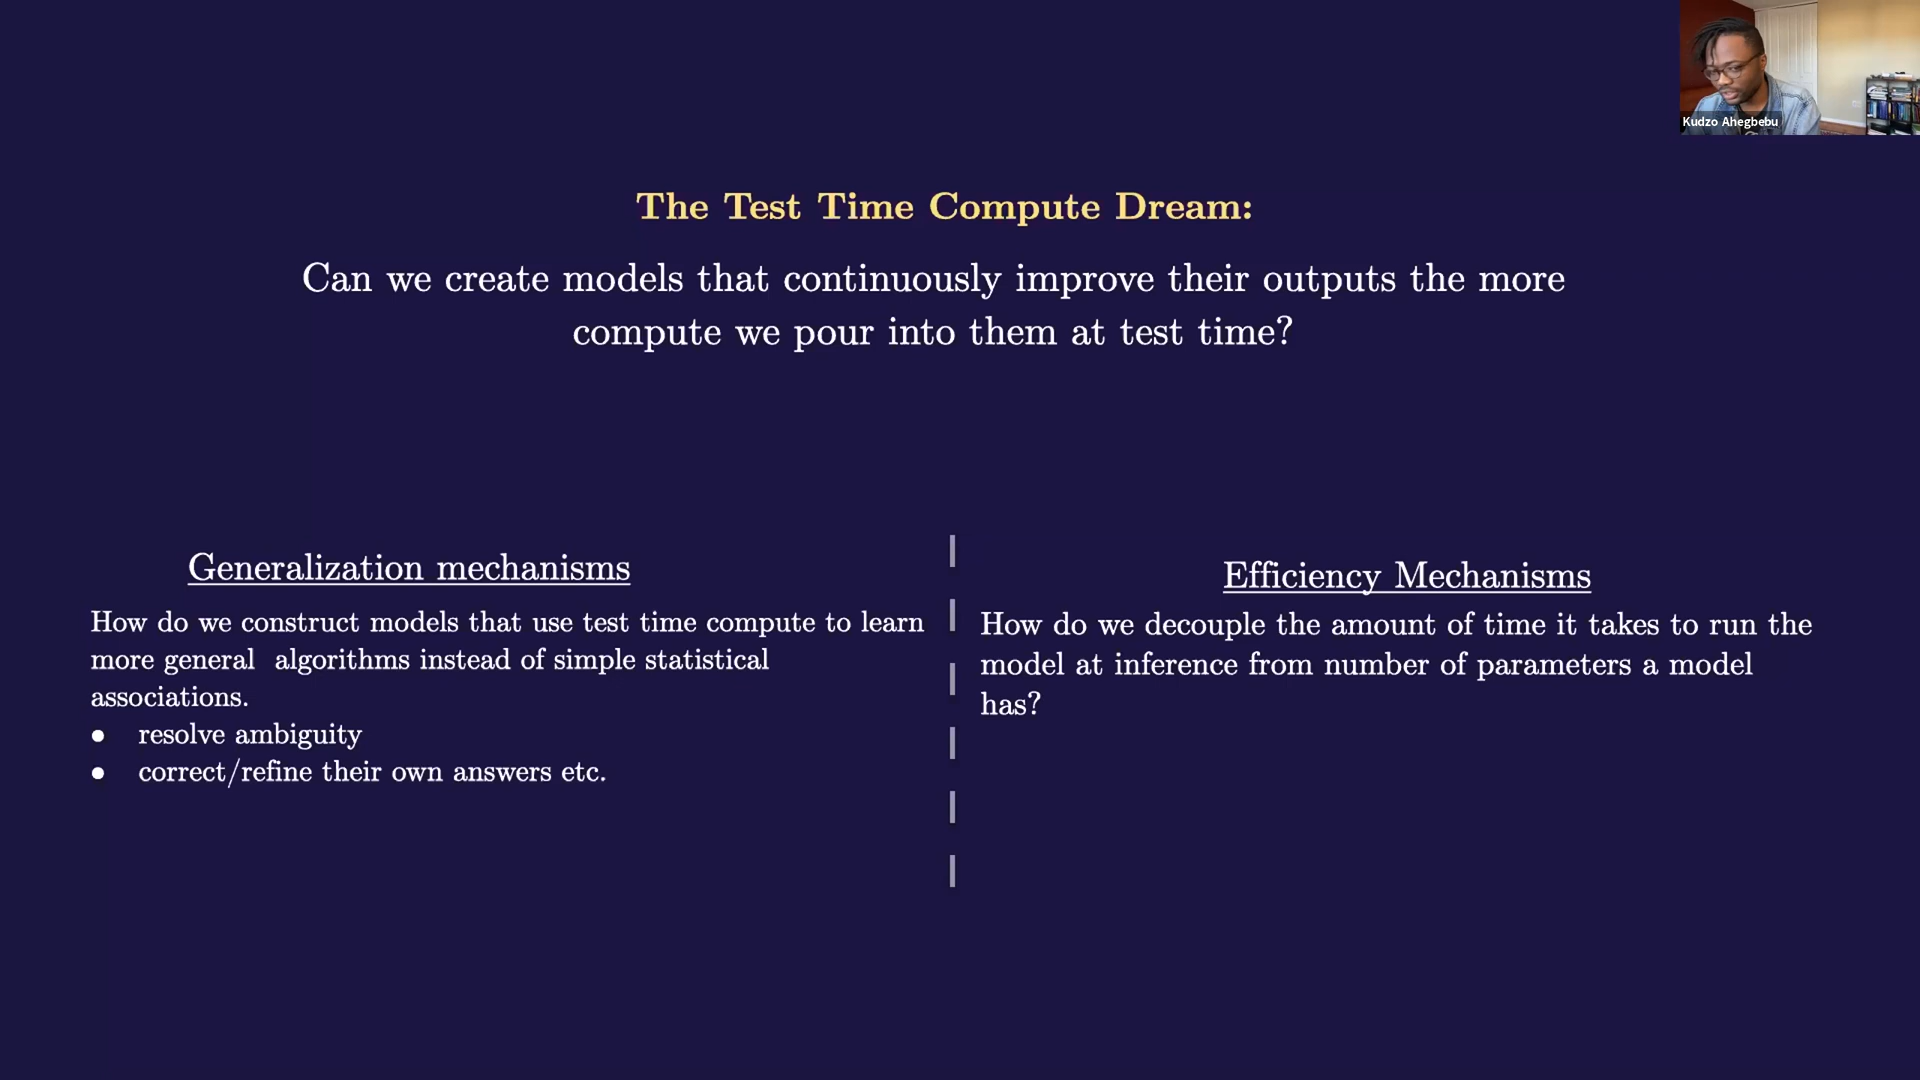 Kudzo Ahegbebu
The Test Time Compute Dream:
Can we create models that continuously improve their outputs the more
compute we pour into them at test time?
Generalization mechanisms
How do we construct models that use test time compute to learn
more general  algorithms instead of simple statistical
associations.
● resolve ambiguity
● correct/refine their own answers etc.
Efficiency Mechanisms
How do we decouple the amount of time it takes to run the
model at inference from number of parameters a model
has?